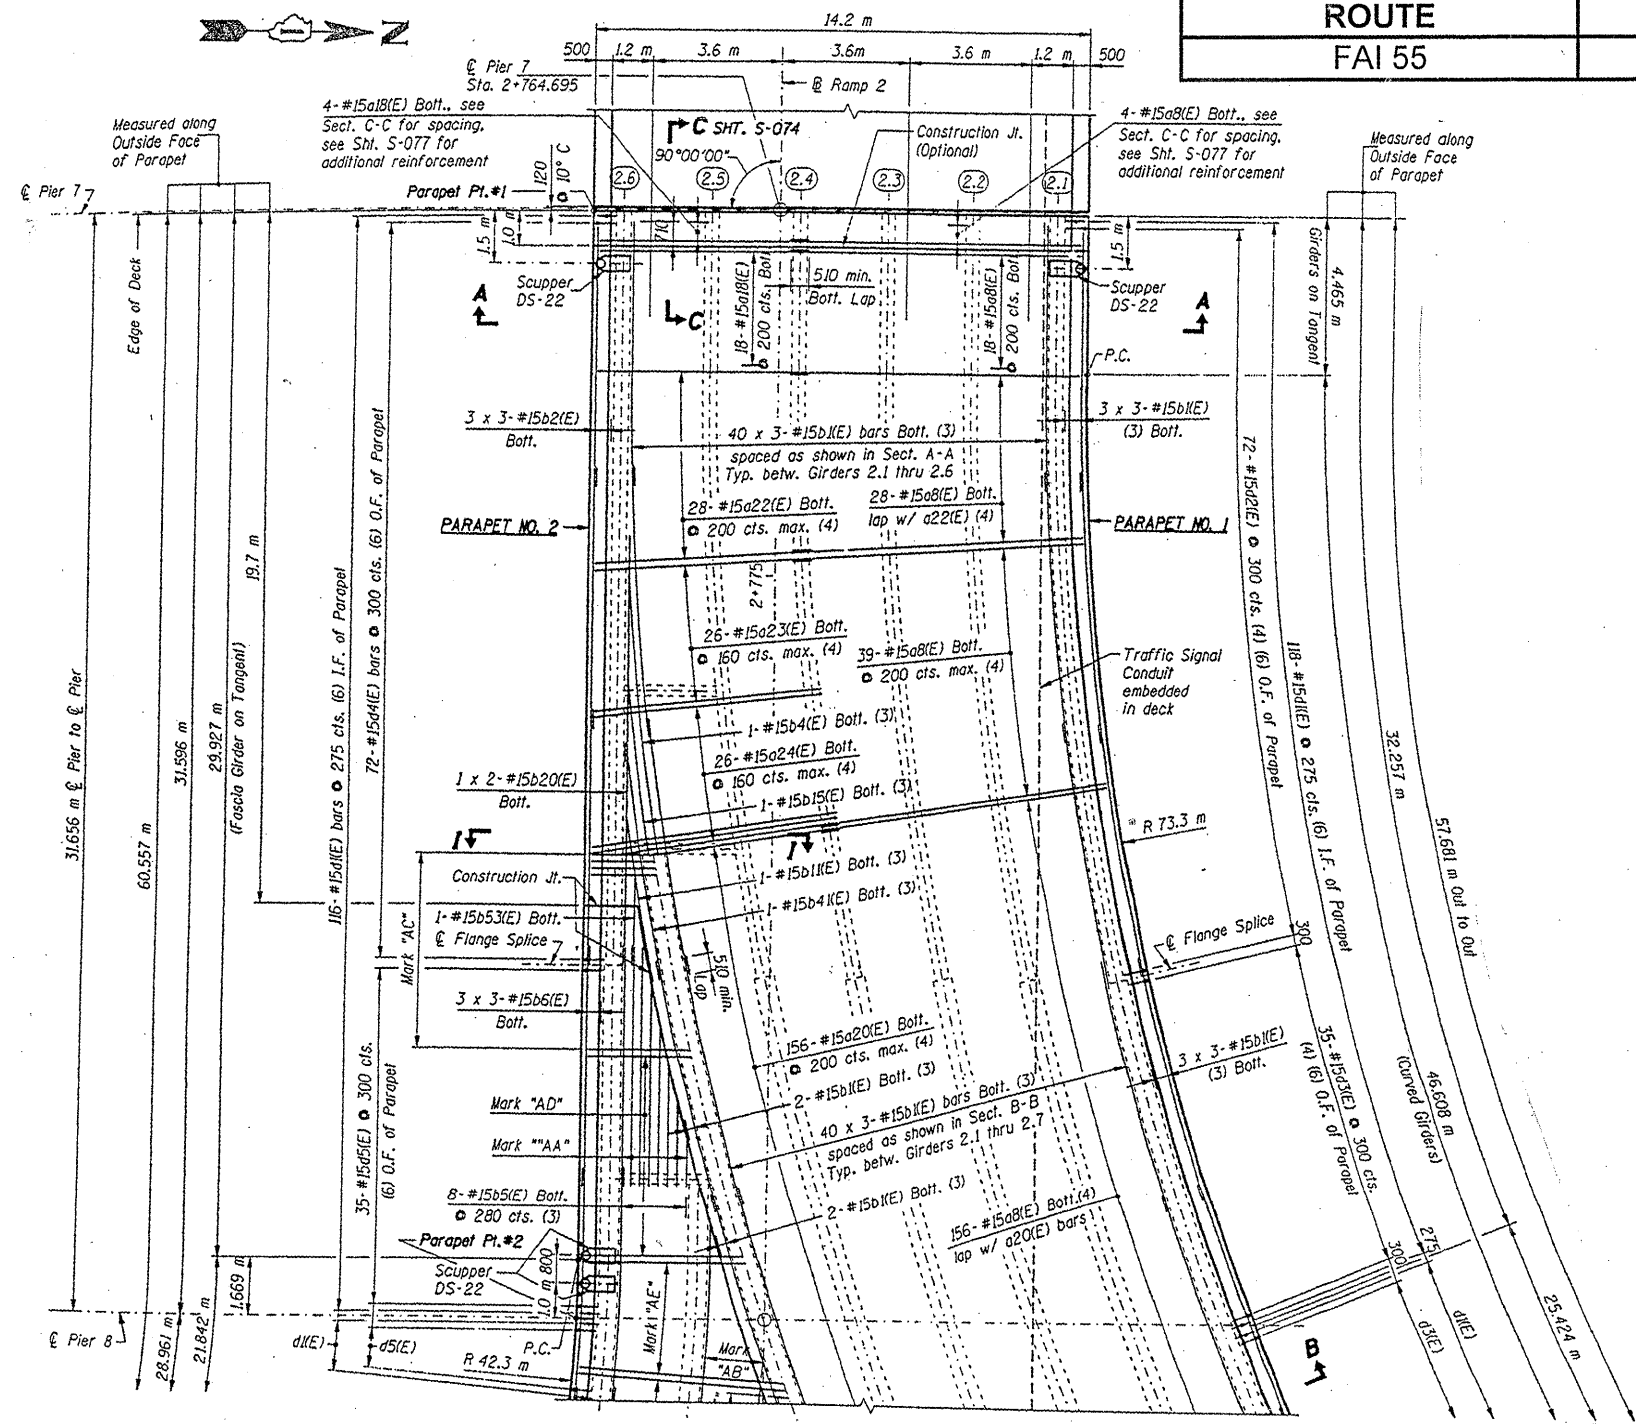 ROUTE
FAI 55
N
14.2 m
500
1.2 m
3.6 m
3.6m
3.6 m
1.2 m
500
℄ Pier 7
Sta. 2+764.695
℄ Ramp 2
4-#15a18(E) Bott., see
Sect. C-C for spacing,
see Sht. S-077 for
additional reinforcement
C SHT. S-074
90°00'00"
Construction Jt.
(Optional)
4-#15a8(E) Bott., see
Sect. C-C for spacing,
see Sht. S-077 for
additional reinforcement
Measured along
Outside Face
of Parapet
Measured along
Outside Face
of Parapet
120
@ 10° C
2.6
2.5
2.4
2.3
2.2
2.1
℄ Pier 7
Parapet Pt.#1
1.5 m
1.0 m
710
1.5 m
Edge of Deck
Scupper
DS-22
A
C
18-#15a18(E)
@ 200 cts. Bott.
510 min.
Bott. Lap
18-#15a8(E)
@ 200 cts. Bott.
Scupper
DS-22
A
P.C.
Girders on Tangent
4.465 m
3 x 3-#15b2(E)
Bott.
40 x 3-#15b1(E) bars Bott. (3)
spaced as shown in Sect. A-A
Typ. betw. Girders 2.1 thru 2.6
3 x 3-#15b1(E)
(3) Bott.
28-#15a22(E) Bott.
@ 200 cts. max. (4)
28-#15a8(E) Bott.
lap w/ a22(E) (4)
PARAPET NO. 2
PARAPET NO. 1
2+775
26-#15a23(E) Bott.
@ 160 cts. max. (4)
39-#15a8(E) Bott.
@ 200 cts. max. (4)
Traffic Signal
Conduit
embedded
in deck
1-#15b4(E) Bott. (3)
26-#15a24(E) Bott.
@ 160 cts. max. (4)
1-#15b15(E) Bott. (3)
1 x 2-#15b20(E)
Bott.
* R 73.3 m
I
I
Construction Jt.
1-#15b11(E) Bott. (3)
1-#15b41(E) Bott. (3)
1-#15b53(E) Bott.
℄ Flange Splice
℄ Flange Splice
300
Mark "AC"
510 min.
Lap
3 x 3-#15b6(E)
Bott.
156-#15a20(E) Bott.
@ 200 cts. max. (4)
2-#15b1(E) Bott. (3)
3 x 3-#15b1(E)
(3) Bott.
40 x 3-#15b1(E) bars Bott. (3)
spaced as shown in Sect. B-B
Typ. betw. Girders 2.1 thru 2.7
Mark "AD"
Mark ""AA"
8-#15b5(E) Bott.
@ 280 cts. (3)
2-#15b1(E) Bott. (3)
156-#15a8(E) Bott.(4)
lap w/ a20(E) bars
Parapet Pt.#2
Scupper
DS-22
1.0 m
800
Mark "AE"
Mark
"AB"
P.C.
R 42.3 m
℄ Pier 8
31.656 m ℄ Pier to ℄ Pier
60.557 m
31.596 m
29.927 m
19.7 m
(Fascia Girder on Tangent)
116-#15d1(E) bars @ 275 cts. (6) I.F. of Parapet
72-#15d4(E) bars @ 300 cts. (6) O.F. of Parapet
35-#15d5(E) @ 300 cts.
(6) O.F. of Parapet
1.669 m
28.961 m
21.842 m
d1(E)
d5(E)
72-#15d2(E) @ 300 cts. (4) (6) O.F. of Parapet
118-#15d1(E) @ 275 cts. (6) I.F. of Parapet
32.257 m
57.681 m Out to Out
35-#15d3(E) @ 300 cts.
(4) (6) O.F. of Parapet
46.608 m
(Curved Girders)
300
275
d3(E)
d1(E)
25.424 m
B